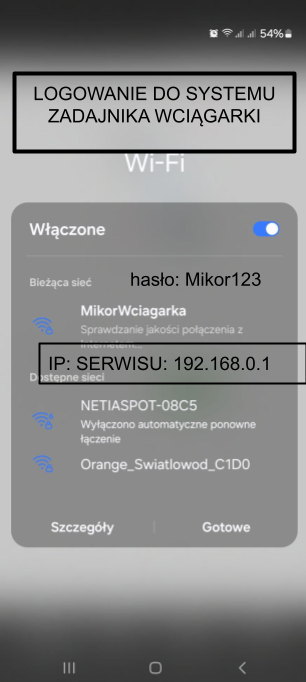 54%
LOGOWANIE DO SYSTEMU
ZADAJNIKA WCIĄGARKI
Wi-Fi
Włączone
Bieżąca sieć
hasło: Mikor123
MikorWciagarka
Sprawdzanie jakości połączenia z
Internetem...
IP: SERWISU: 192.168.0.1
Dostępne sieci
NETIASPOT-08C5
Wyłączono automatyczne ponowne
łączenie
Orange_Swiatlowod_C1D0
Szczegóły
Gotowe